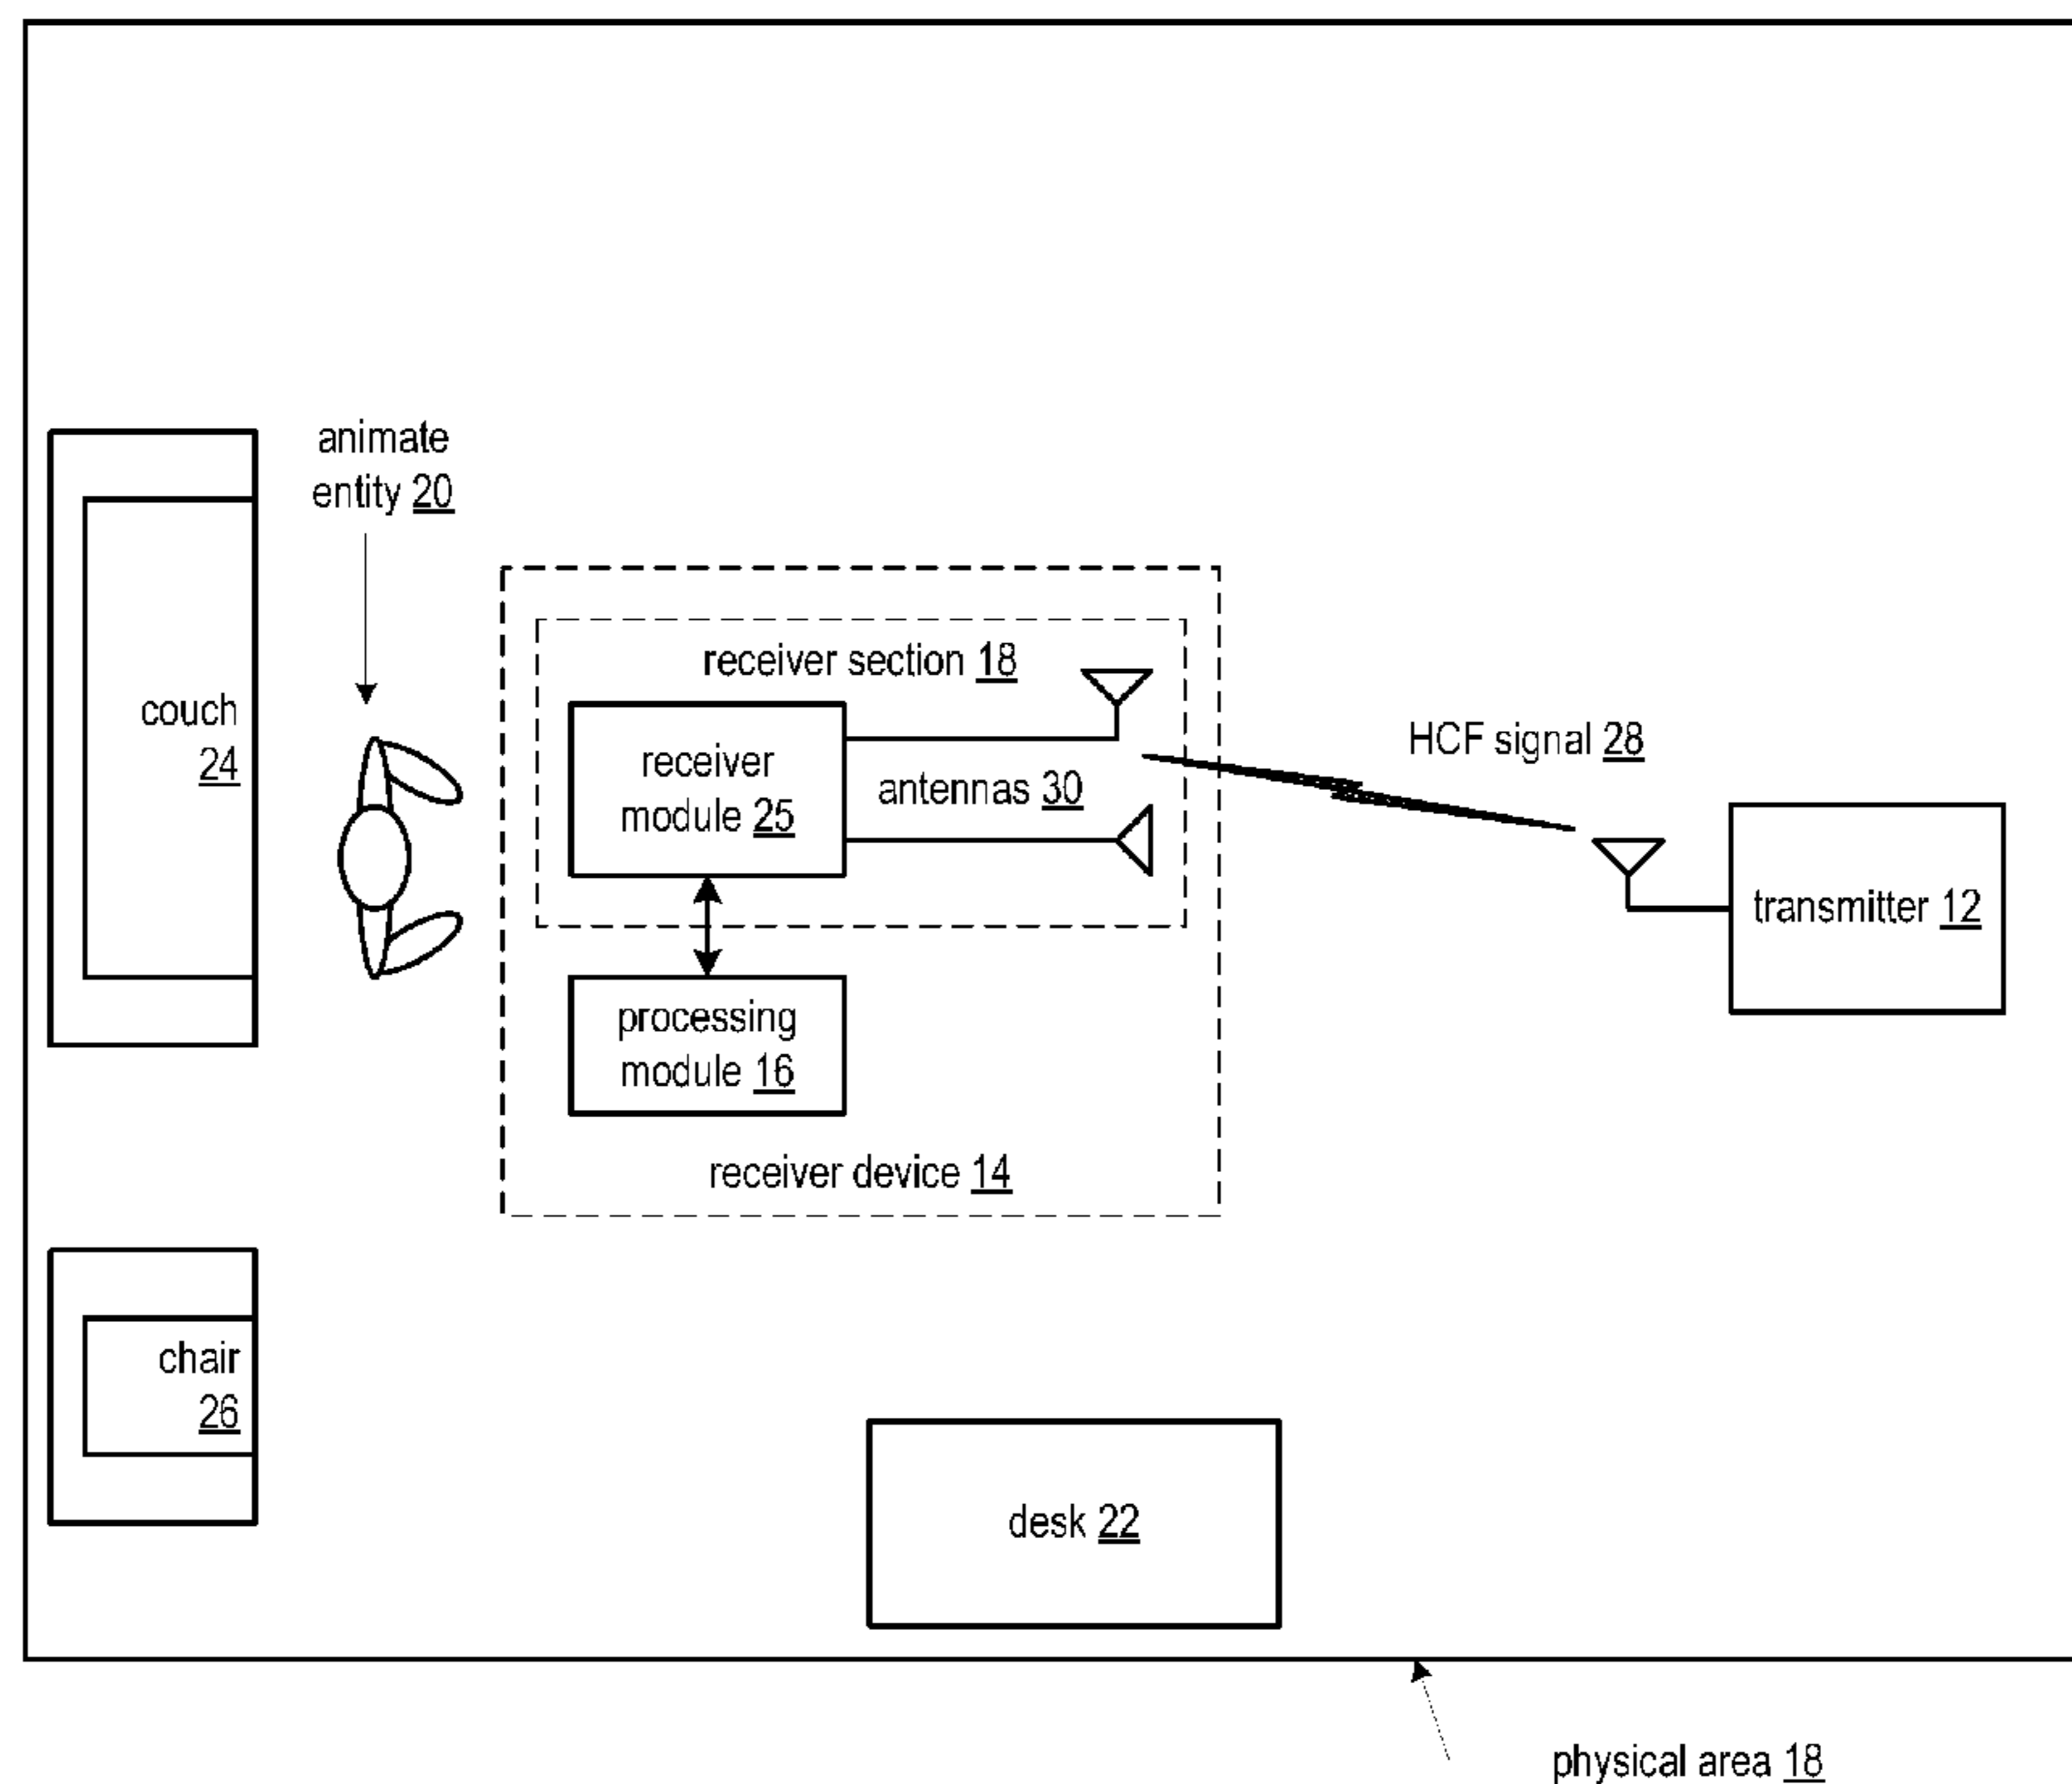 animate
entity 20
receiver section 18
couch
24
HCF signal 28
receiver
module 25
antennas 30
transmitter 12
processing
module 16
receiver device 14
chair
26
desk 22
physical area 18